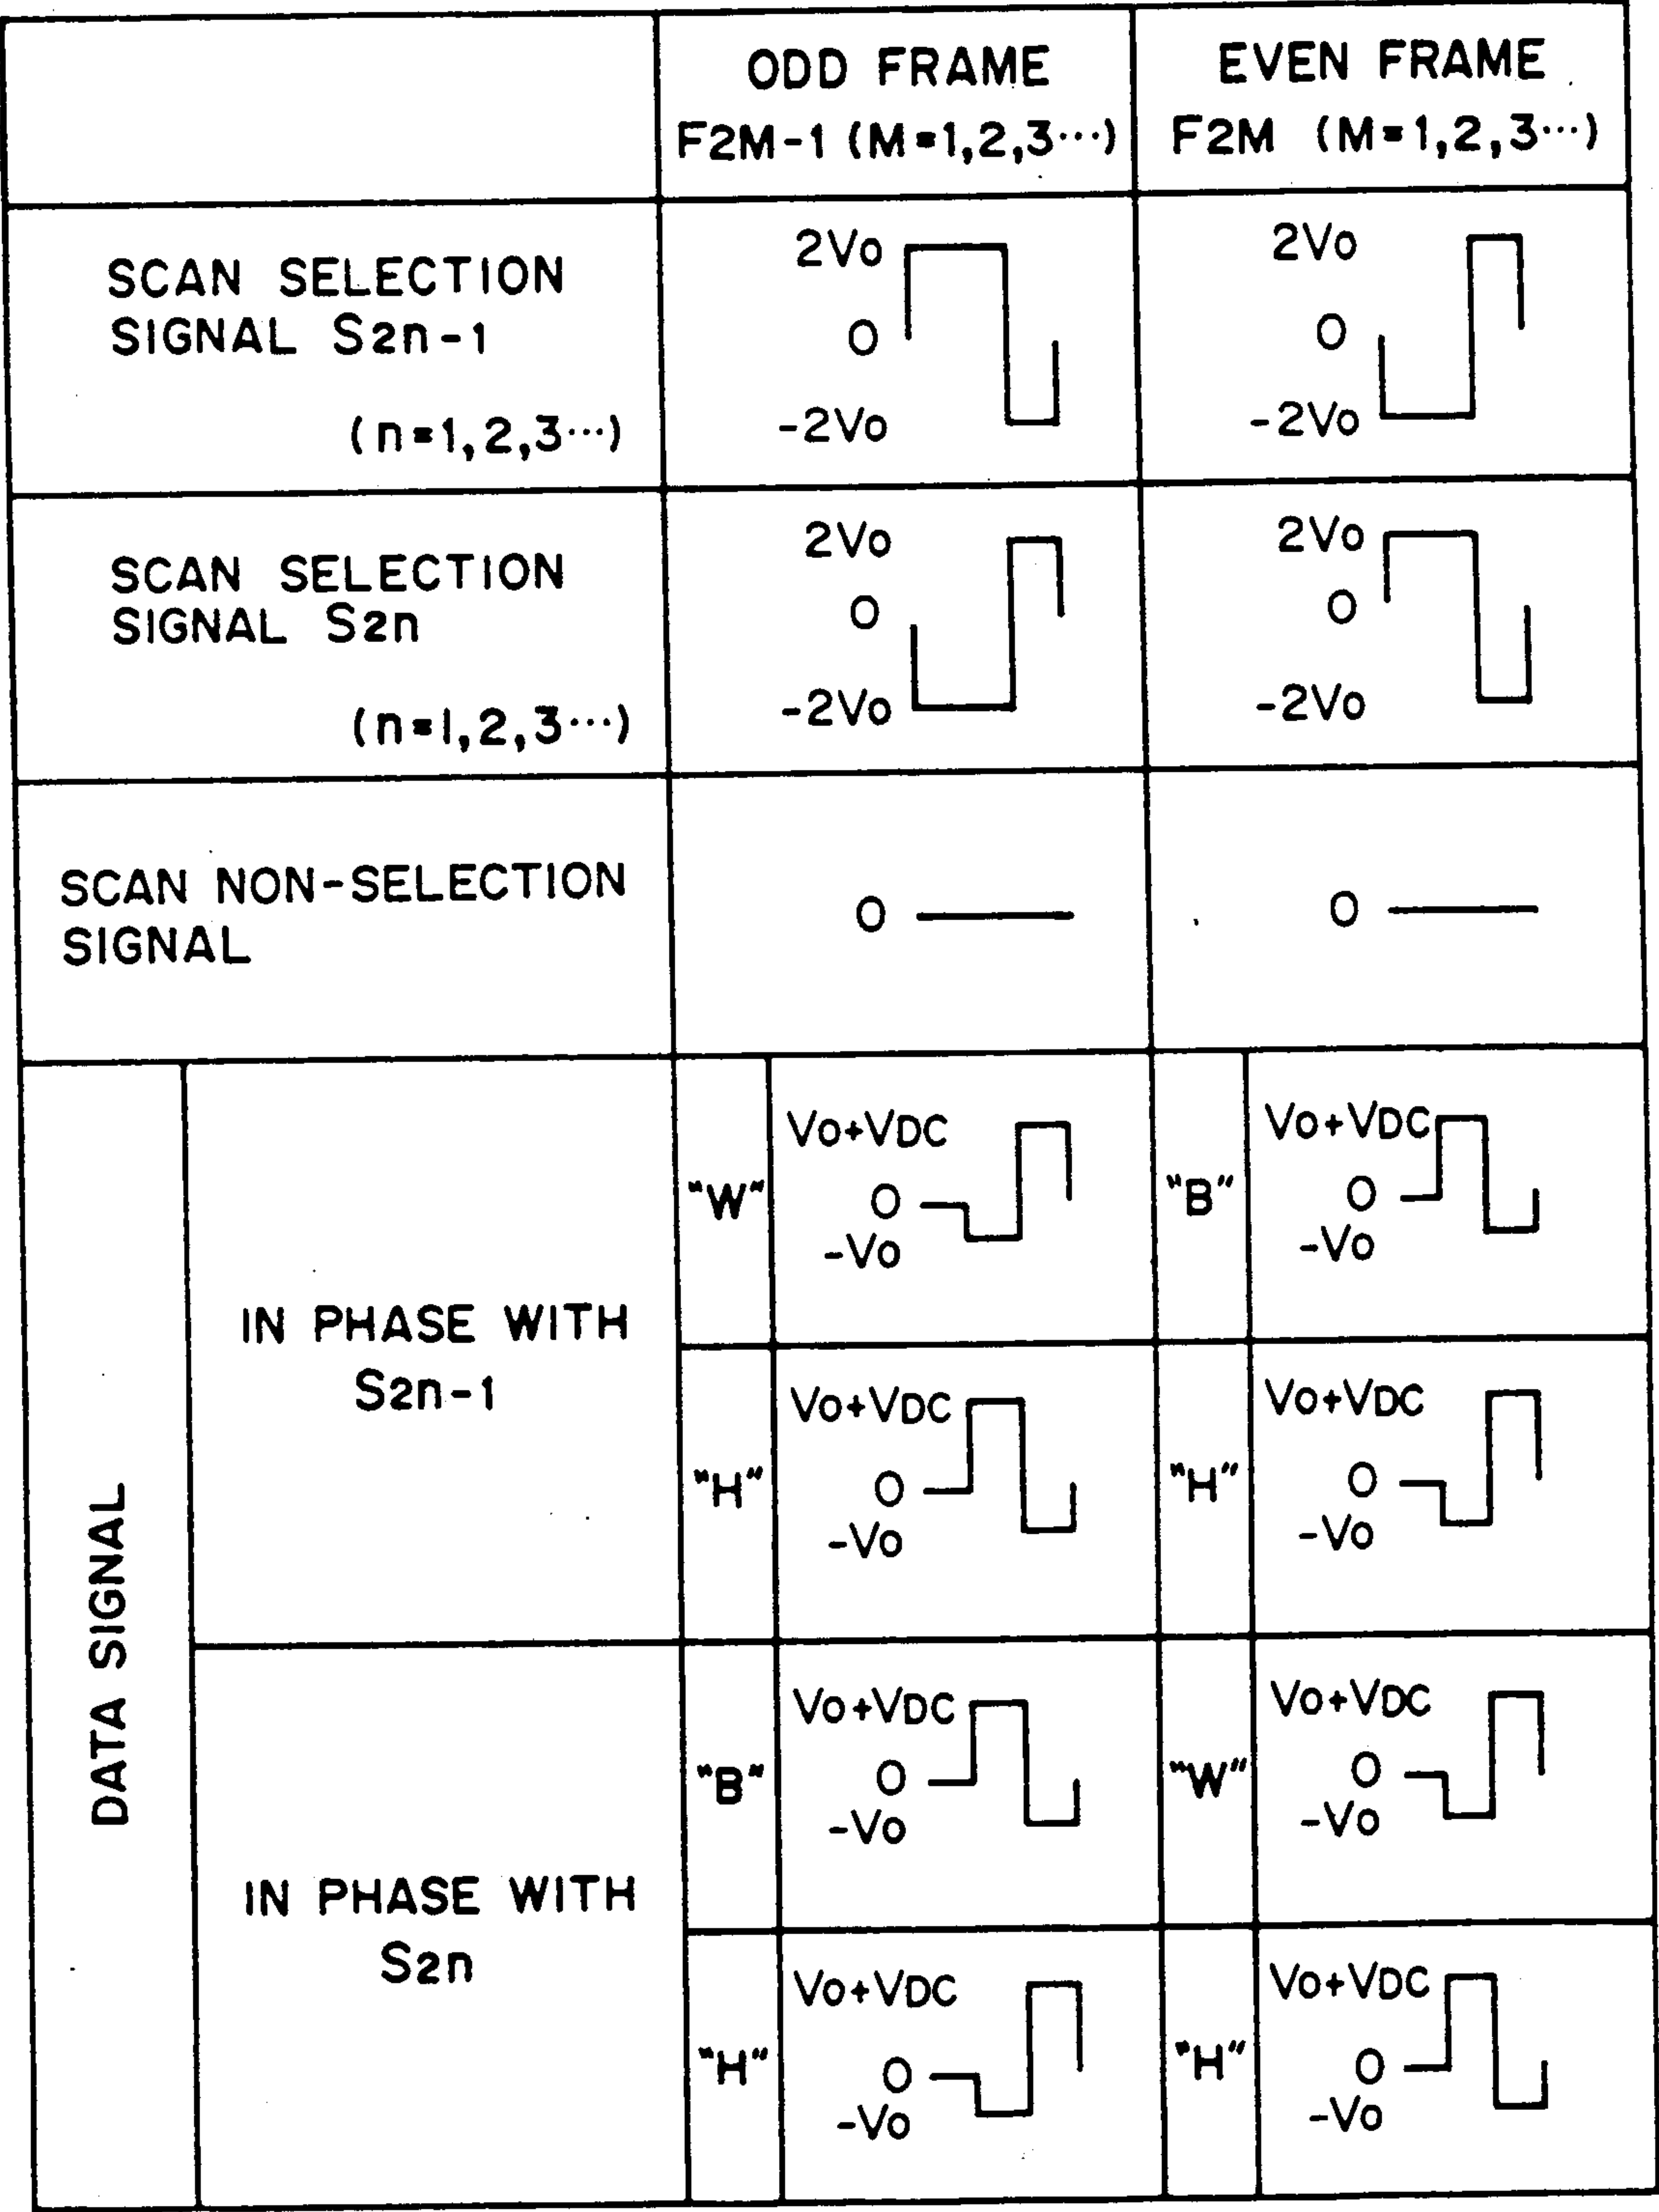 ODD FRAME
F2M-1 (M=1,2,3···)
EVEN FRAME
F2M (M=1,2,3···)
SCAN SELECTION
SIGNAL S2n-1
(n=1,2,3···)
2Vo
0
-2Vo
2Vo
0
-2Vo
SCAN SELECTION
SIGNAL S2n
(n=1,2,3···)
2Vo
0
-2Vo
2Vo
0
-2Vo
SCAN NON-SELECTION
SIGNAL
0
0
DATA SIGNAL
IN PHASE WITH
S2n-1
"W"
Vo+VDC
0
-Vo
"B"
Vo+VDC
0
-Vo
"H"
Vo+VDC
0
-Vo
"H"
Vo+VDC
0
-Vo
IN PHASE WITH
S2n
"B"
Vo+VDC
0
-Vo
"W"
Vo+VDC
0
-Vo
"H"
Vo+VDC
0
-Vo
"H"
Vo+VDC
0
-Vo